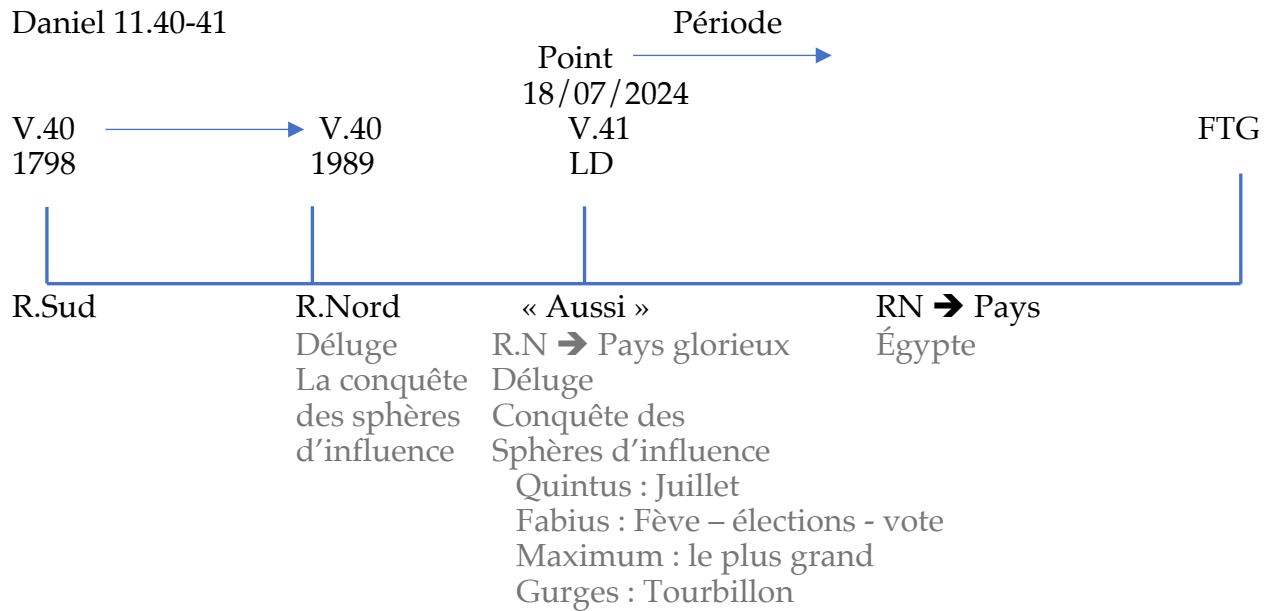 Daniel 11.40-41 Période
Point
18/07/2024
V.40 V.40 V.41 FTG
1798 1989 LD
R.Sud R.Nord « Aussi » RN ➔ Pays
Déluge R.N ➔ Pays glorieux Égypte
La conquête Déluge
des sphères Conquête des
d’influence Sphères d’influence
Quintus : Juillet
Fabius : Fève – élections - vote
Maximum : le plus grand
Gurges : Tourbillon